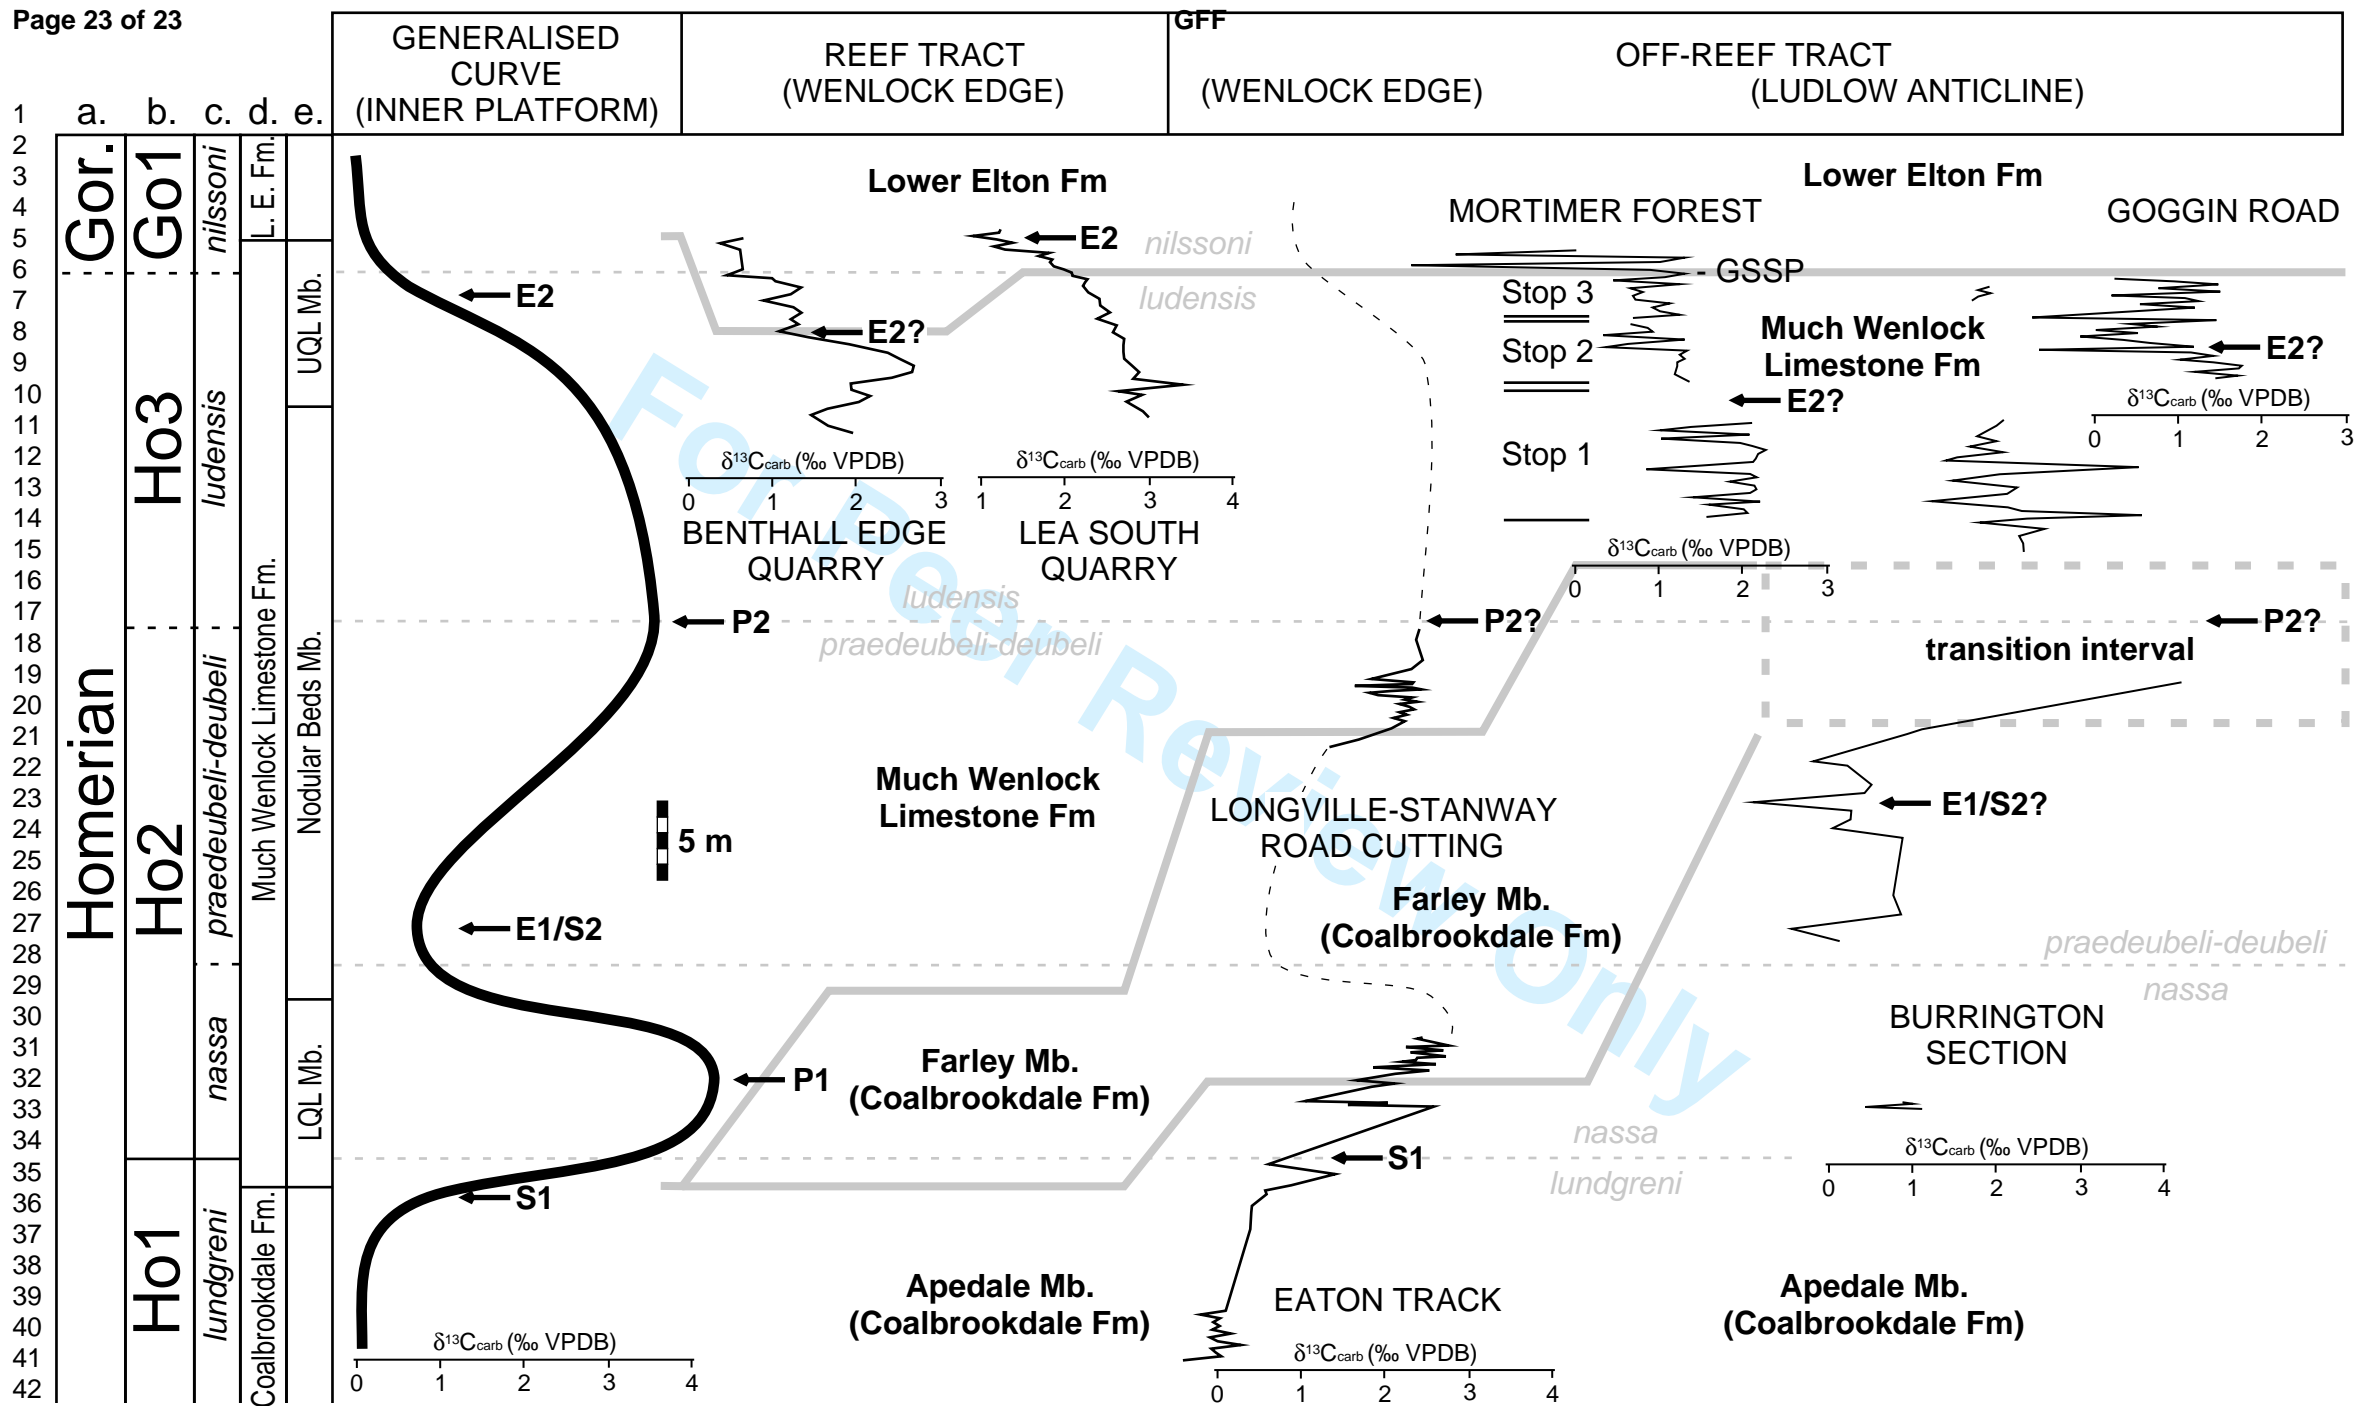 Page 23 of 23
GFF
GENERALISED
CURVE
(INNER PLATFORM)
REEF TRACT
(WENLOCK EDGE)
OFF-REEF TRACT
(WENLOCK EDGE)
(LUDLOW ANTICLINE)
a. b. c. d. e.
1
2
3
4
5
6
7
8
9
10
11
12
13
14
15
16
17
18
19
20
21
22
23
24
25
26
27
28
29
30
31
32
33
34
35
36
37
38
39
40
41
42
Gor.
Homerian
Go1
Ho3
Ho2
Ho1
nilssoni
ludensis
praedeubeli-deubeli
nassa
lundgreni
L. E. Fm.
Much Wenlock Limestone Fm.
Coalbrookdale Fm.
UQL Mb.
Nodular Beds Mb.
LQL Mb.
E2
P2
E1/S2
P1
S1
5 m
δ13Ccarb (‰ VPDB)
0 1 2 3 4
Lower Elton Fm
E2
E2?
nilssoni
ludensis
δ13Ccarb (‰ VPDB)
0 1 2 3
BENTHALL EDGE
QUARRY
δ13Ccarb (‰ VPDB)
1 2 3 4
LEA SOUTH
QUARRY
ludensis
praedeubeli-deubeli
Much Wenlock
Limestone Fm
Farley Mb.
(Coalbrookdale Fm)
Apedale Mb.
(Coalbrookdale Fm)
Lower Elton Fm
MORTIMER FOREST
GOGGIN ROAD
- GSSP
Stop 3
Stop 2
Stop 1
Much Wenlock
Limestone Fm
E2?
E2?
δ13Ccarb (‰ VPDB)
0 1 2 3
δ13Ccarb (‰ VPDB)
0 1 2 3
P2?
P2?
transition interval
LONGVILLE-STANWAY
ROAD CUTTING
E1/S2?
Farley Mb.
(Coalbrookdale Fm)
praedeubeli-deubeli
nassa
BURRINGTON
SECTION
δ13Ccarb (‰ VPDB)
0 1 2 3 4
nassa
lundgreni
S1
EATON TRACK
δ13Ccarb (‰ VPDB)
0 1 2 3 4
Apedale Mb.
(Coalbrookdale Fm)
For Peer Review Only